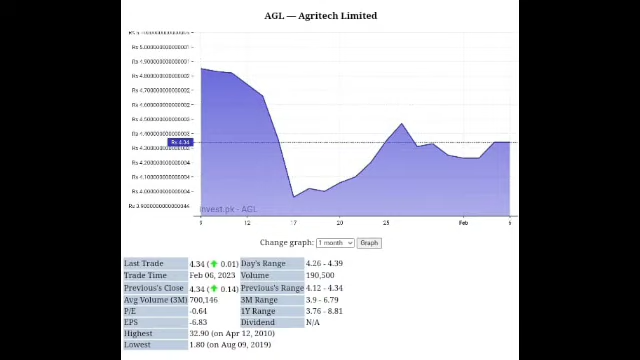 AGL — Agritech Limited
Rs 5.0000000000000001
Rs 4.34
invest.pk - AGL
9 12 17 20 25 Feb 6
Change graph: 1 month Graph
Last Trade 4.34 ( 0.01) Day's Range 4.26 - 4.39
Trade Time Feb 06, 2023 Volume 190,500
Previous's Close 4.34 ( 0.14) Previous's Range 4.12 - 4.34
Avg Volume (3M) 700,146 3M Range 3.9 - 6.79
P/E -0.64 1Y Range 3.76 - 8.81
EPS -6.83 Dividend N/A
Highest 32.90 (on Apr 12, 2010)
Lowest 1.80 (on Aug 09, 2019)